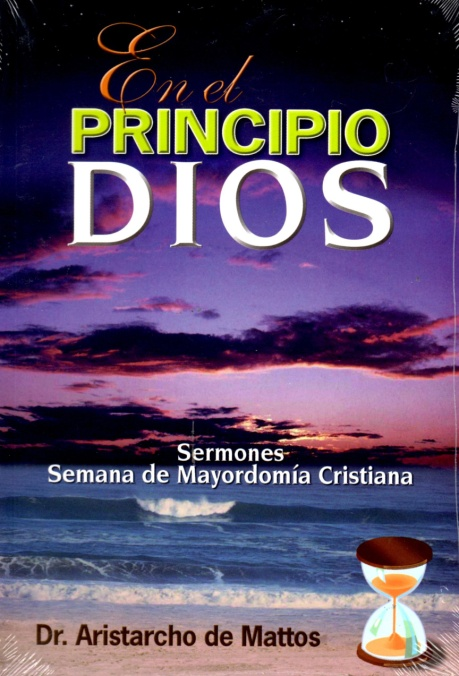 En el
PRINCIPIO
DIOS
Sermones
Semana de Mayordomía Cristiana
Dr. Aristarcho de Mattos